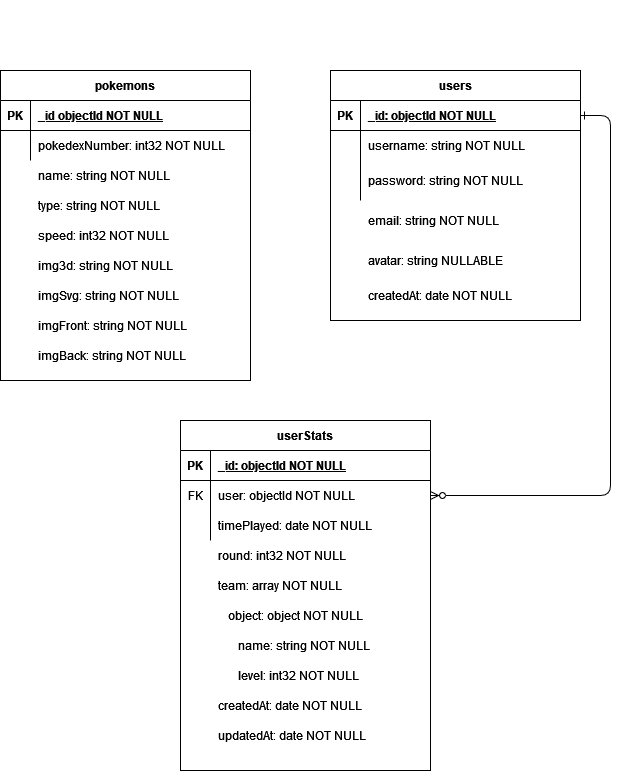 pokemons
PK _id objectId NOT NULL
pokedexNumber: int32 NOT NULL
name: string NOT NULL
type: string NOT NULL
speed: int32 NOT NULL
img3d: string NOT NULL
imgSvg: string NOT NULL
imgFront: string NOT NULL
imgBack: string NOT NULL
users
PK _id: objectId NOT NULL
username: string NOT NULL
password: string NOT NULL
email: string NOT NULL
avatar: string NULLABLE
createdAt: date NOT NULL
userStats
PK _id: objectId NOT NULL
FK user: objectId NOT NULL
timePlayed: date NOT NULL
round: int32 NOT NULL
team: array NOT NULL
object: object NOT NULL
name: string NOT NULL
level: int32 NOT NULL
createdAt: date NOT NULL
updatedAt: date NOT NULL